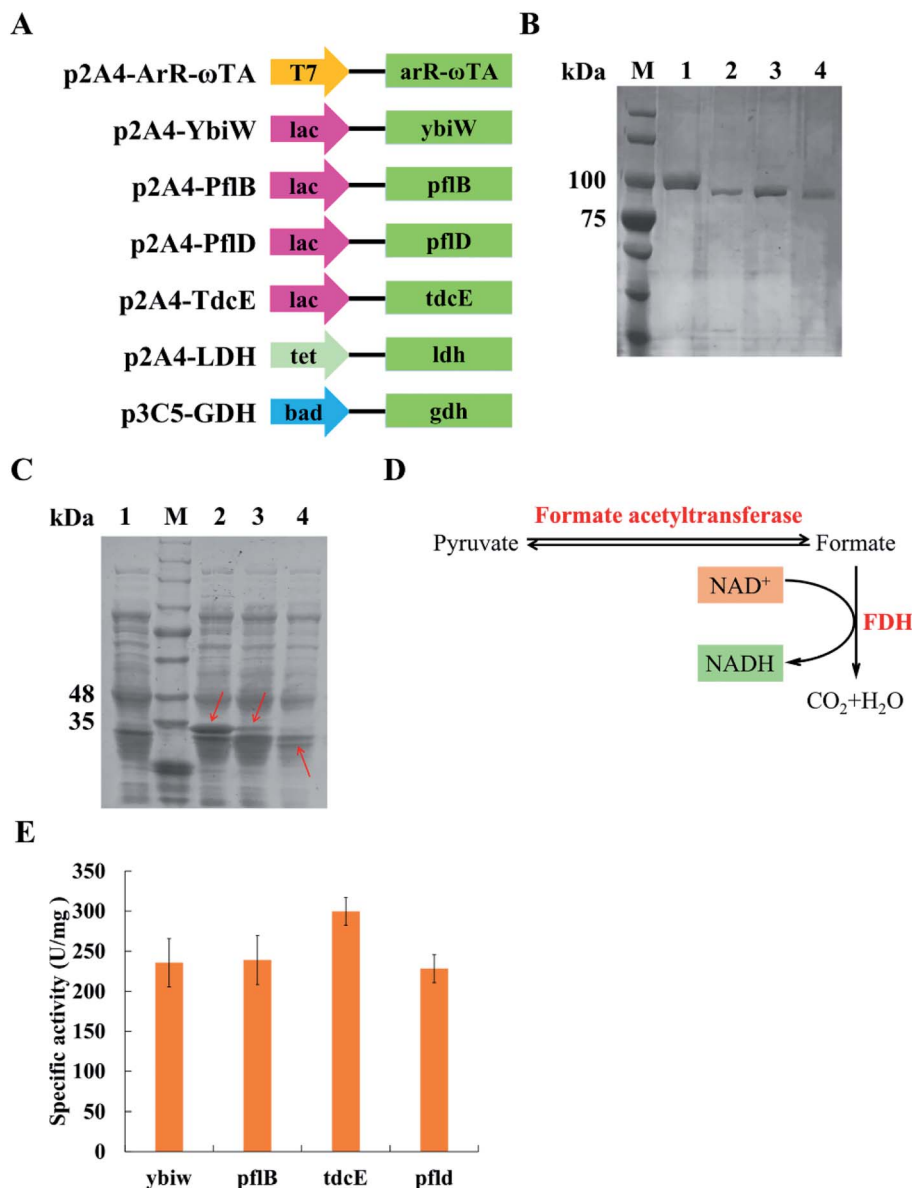 A
p2A4-ArR-ωTA T7 arR-ωTA
p2A4-YbiW lac ybiW
p2A4-PflB lac pflB
p2A4-PflD lac pflD
p2A4-TdcE lac tdcE
p2A4-LDH tet ldh
p3C5-GDH bad gdh
B
kDa M 1 2 3 4
100
75
C
kDa 1 M 2 3 4
48
35
D
Formate acetyltransferase
Pyruvate Formate
NAD⁺
FDH
NADH
CO₂+H₂O
E
Specific activity (U/mg )
350
300
250
200
150
100
50
0
ybiw pflB tdcE pfld